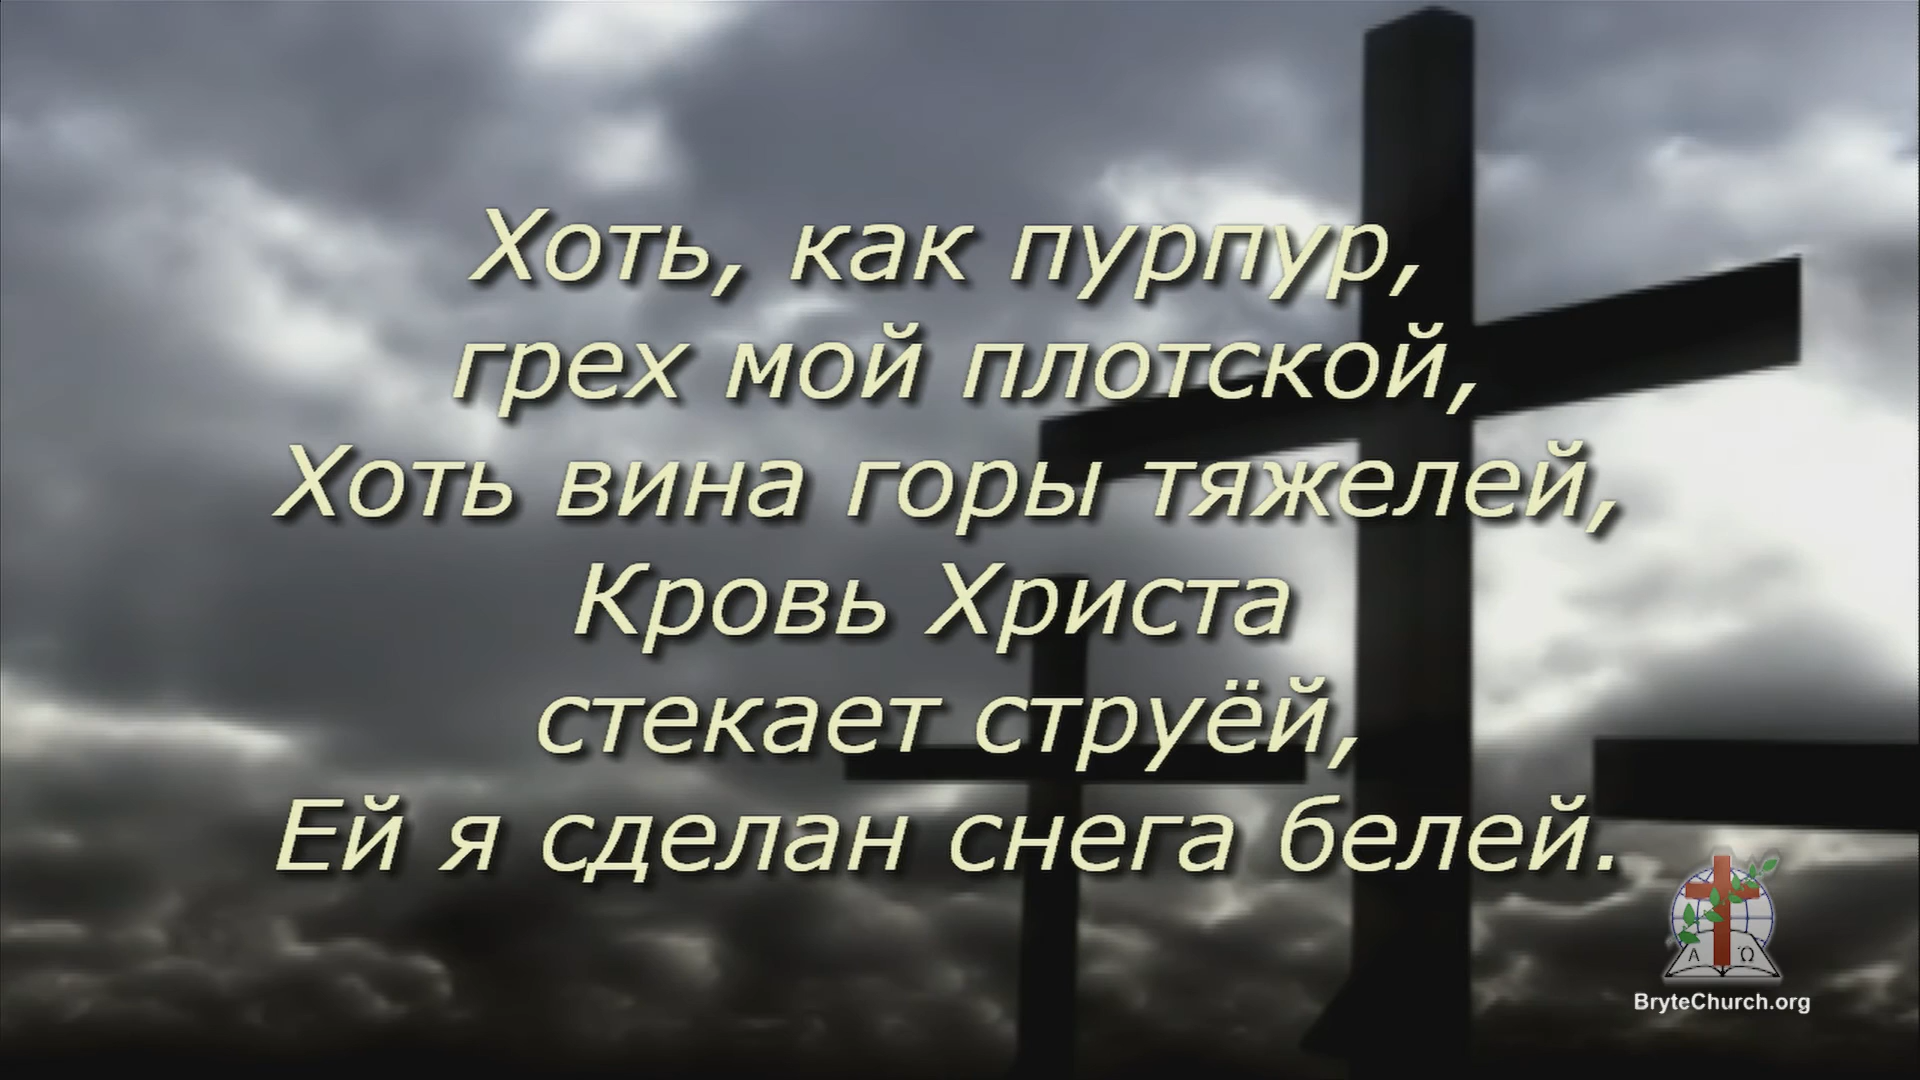 Хоть, как пурпур,
грех мой плотской,
Хоть вина горы тяжелей,
Кровь Христа
стекает струёй,
Ей я сделан снега белей.
Α Ω
BryteChurch.org